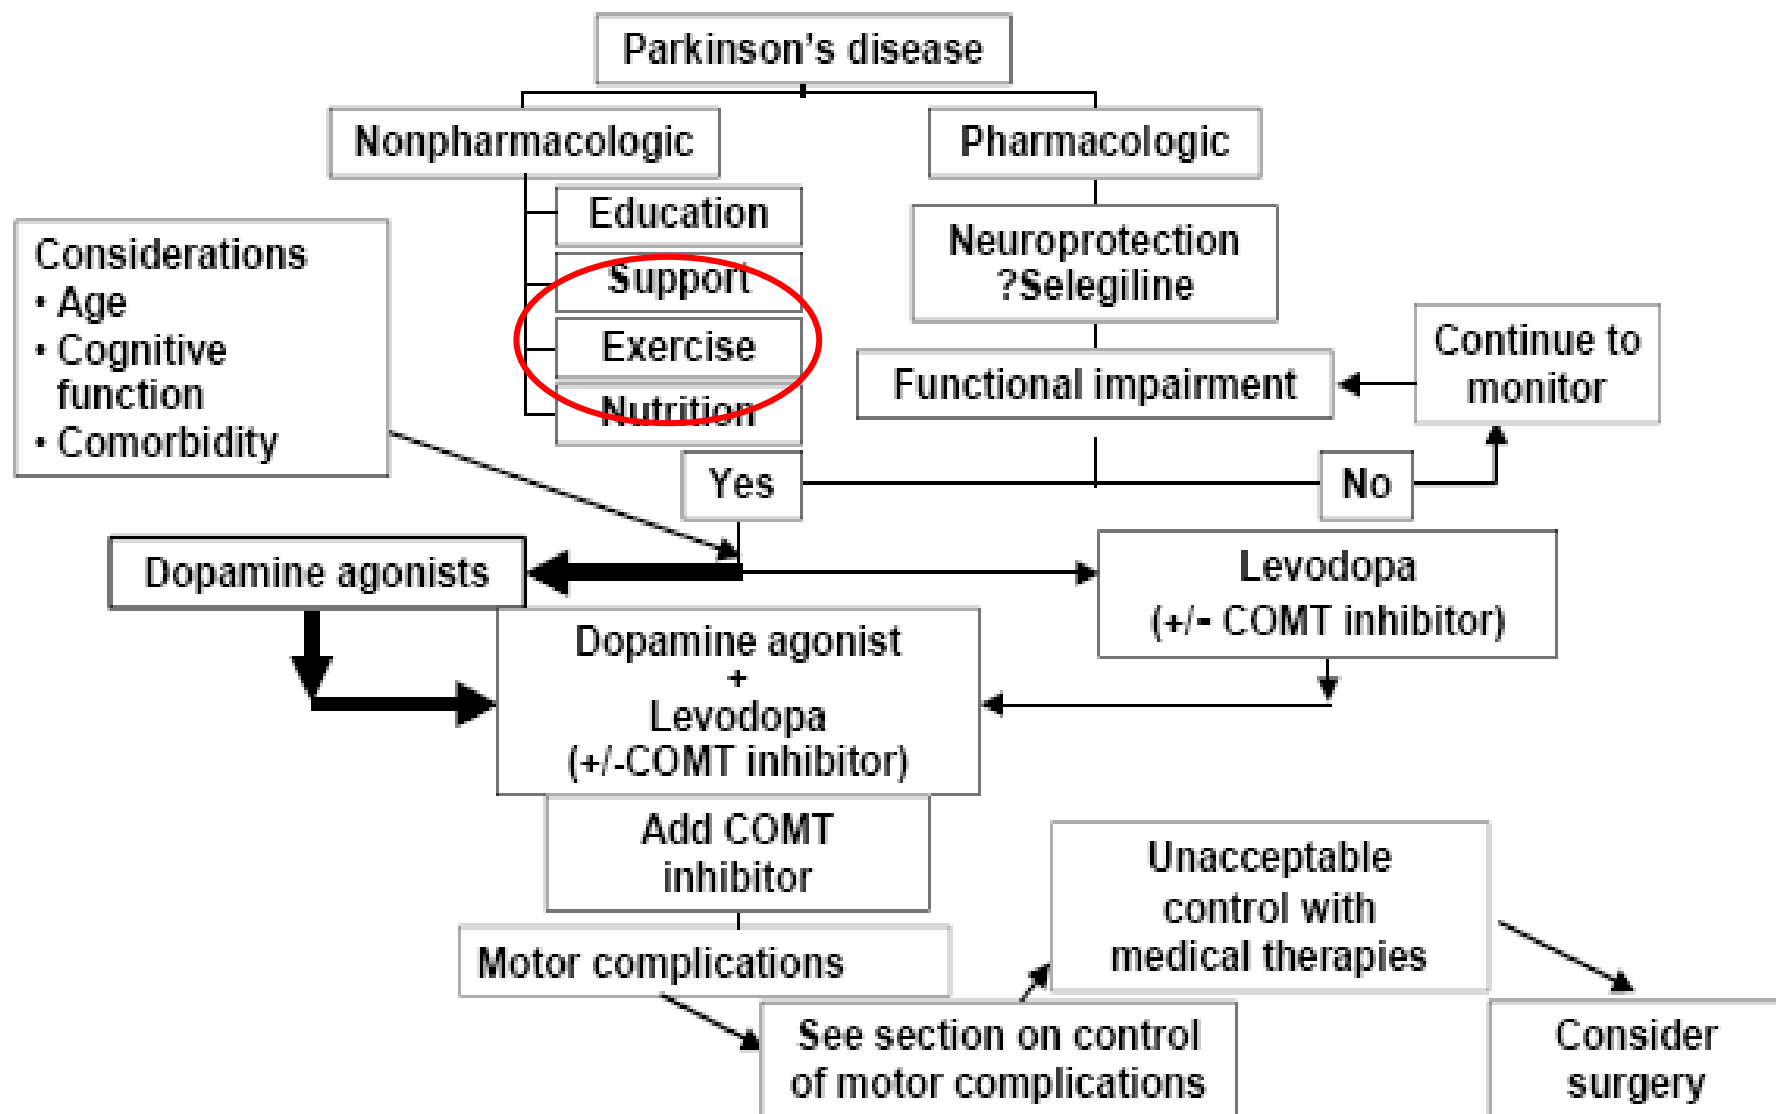 Parkinson's disease
Nonpharmacologic
Pharmacologic
Education
Support
Exercise
Nutrition
Neuroprotection
?Selegiline
Considerations
• Age
• Cognitive
function
• Comorbidity
Functional impairment
Continue to
monitor
Yes
No
Dopamine agonists
Levodopa
(+/- COMT inhibitor)
Dopamine agonist
+
Levodopa
(+/-COMT inhibitor)
Add COMT
inhibitor
Motor complications
See section on control
of motor complications
Unacceptable
control with
medical therapies
Consider
surgery